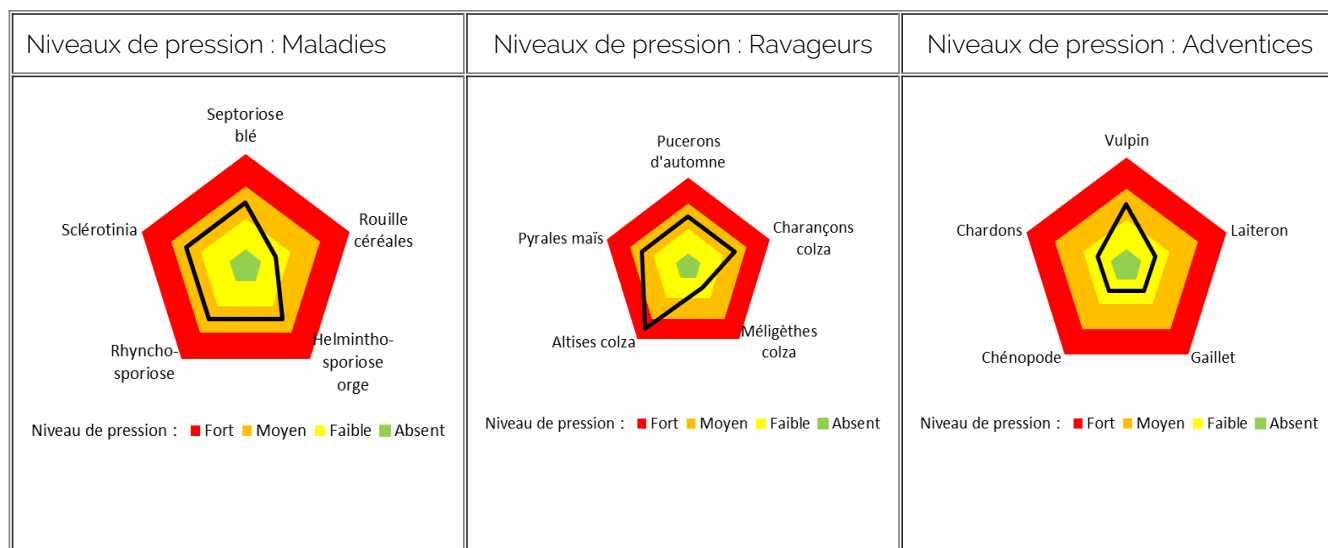 Niveaux de pression : Maladies
Niveaux de pression : Ravageurs
Niveaux de pression : Adventices
Septoriose
blé
Rouille
céréales
Helmintho-
sporiose
orge
Rhyncho-
sporiose
Sclérotinia
Niveau de pression : Fort Moyen Faible Absent
Pucerons
d'automne
Charançons
colza
Méligèthes
colza
Altises colza
Pyrales maïs
Niveau de pression : Fort Moyen Faible Absent
Vulpin
Laiteron
Gaillet
Chénopode
Chardons
Niveau de pression : Fort Moyen Faible Absent